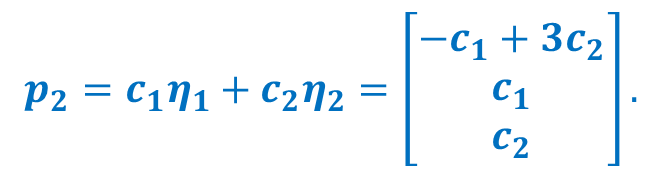 p₂ = c₁η₁ + c₂η₂ = [−c₁ + 3c₂
c₁
c₂].